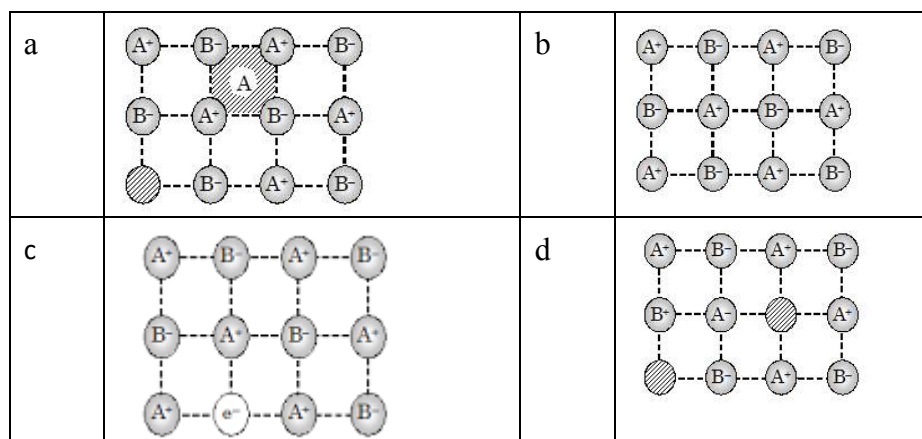 a
A⁺ B⁻ A⁺ B⁻
A
B⁻ A⁺ B⁻ A⁺
B⁻ A⁺ B⁻
b
A⁺ B⁻ A⁺ B⁻
B⁻ A⁺ B⁻ A⁺
A⁺ B⁻ A⁺ B⁻
c
A⁺ B⁻ A⁺ B⁻
B⁻ A⁺ B⁻ A⁺
A⁺ e⁻ A⁺ B⁻
d
A⁺ B⁻ A⁺ B⁻
B⁺ A⁻ A⁺
B⁻ A⁺ B⁻